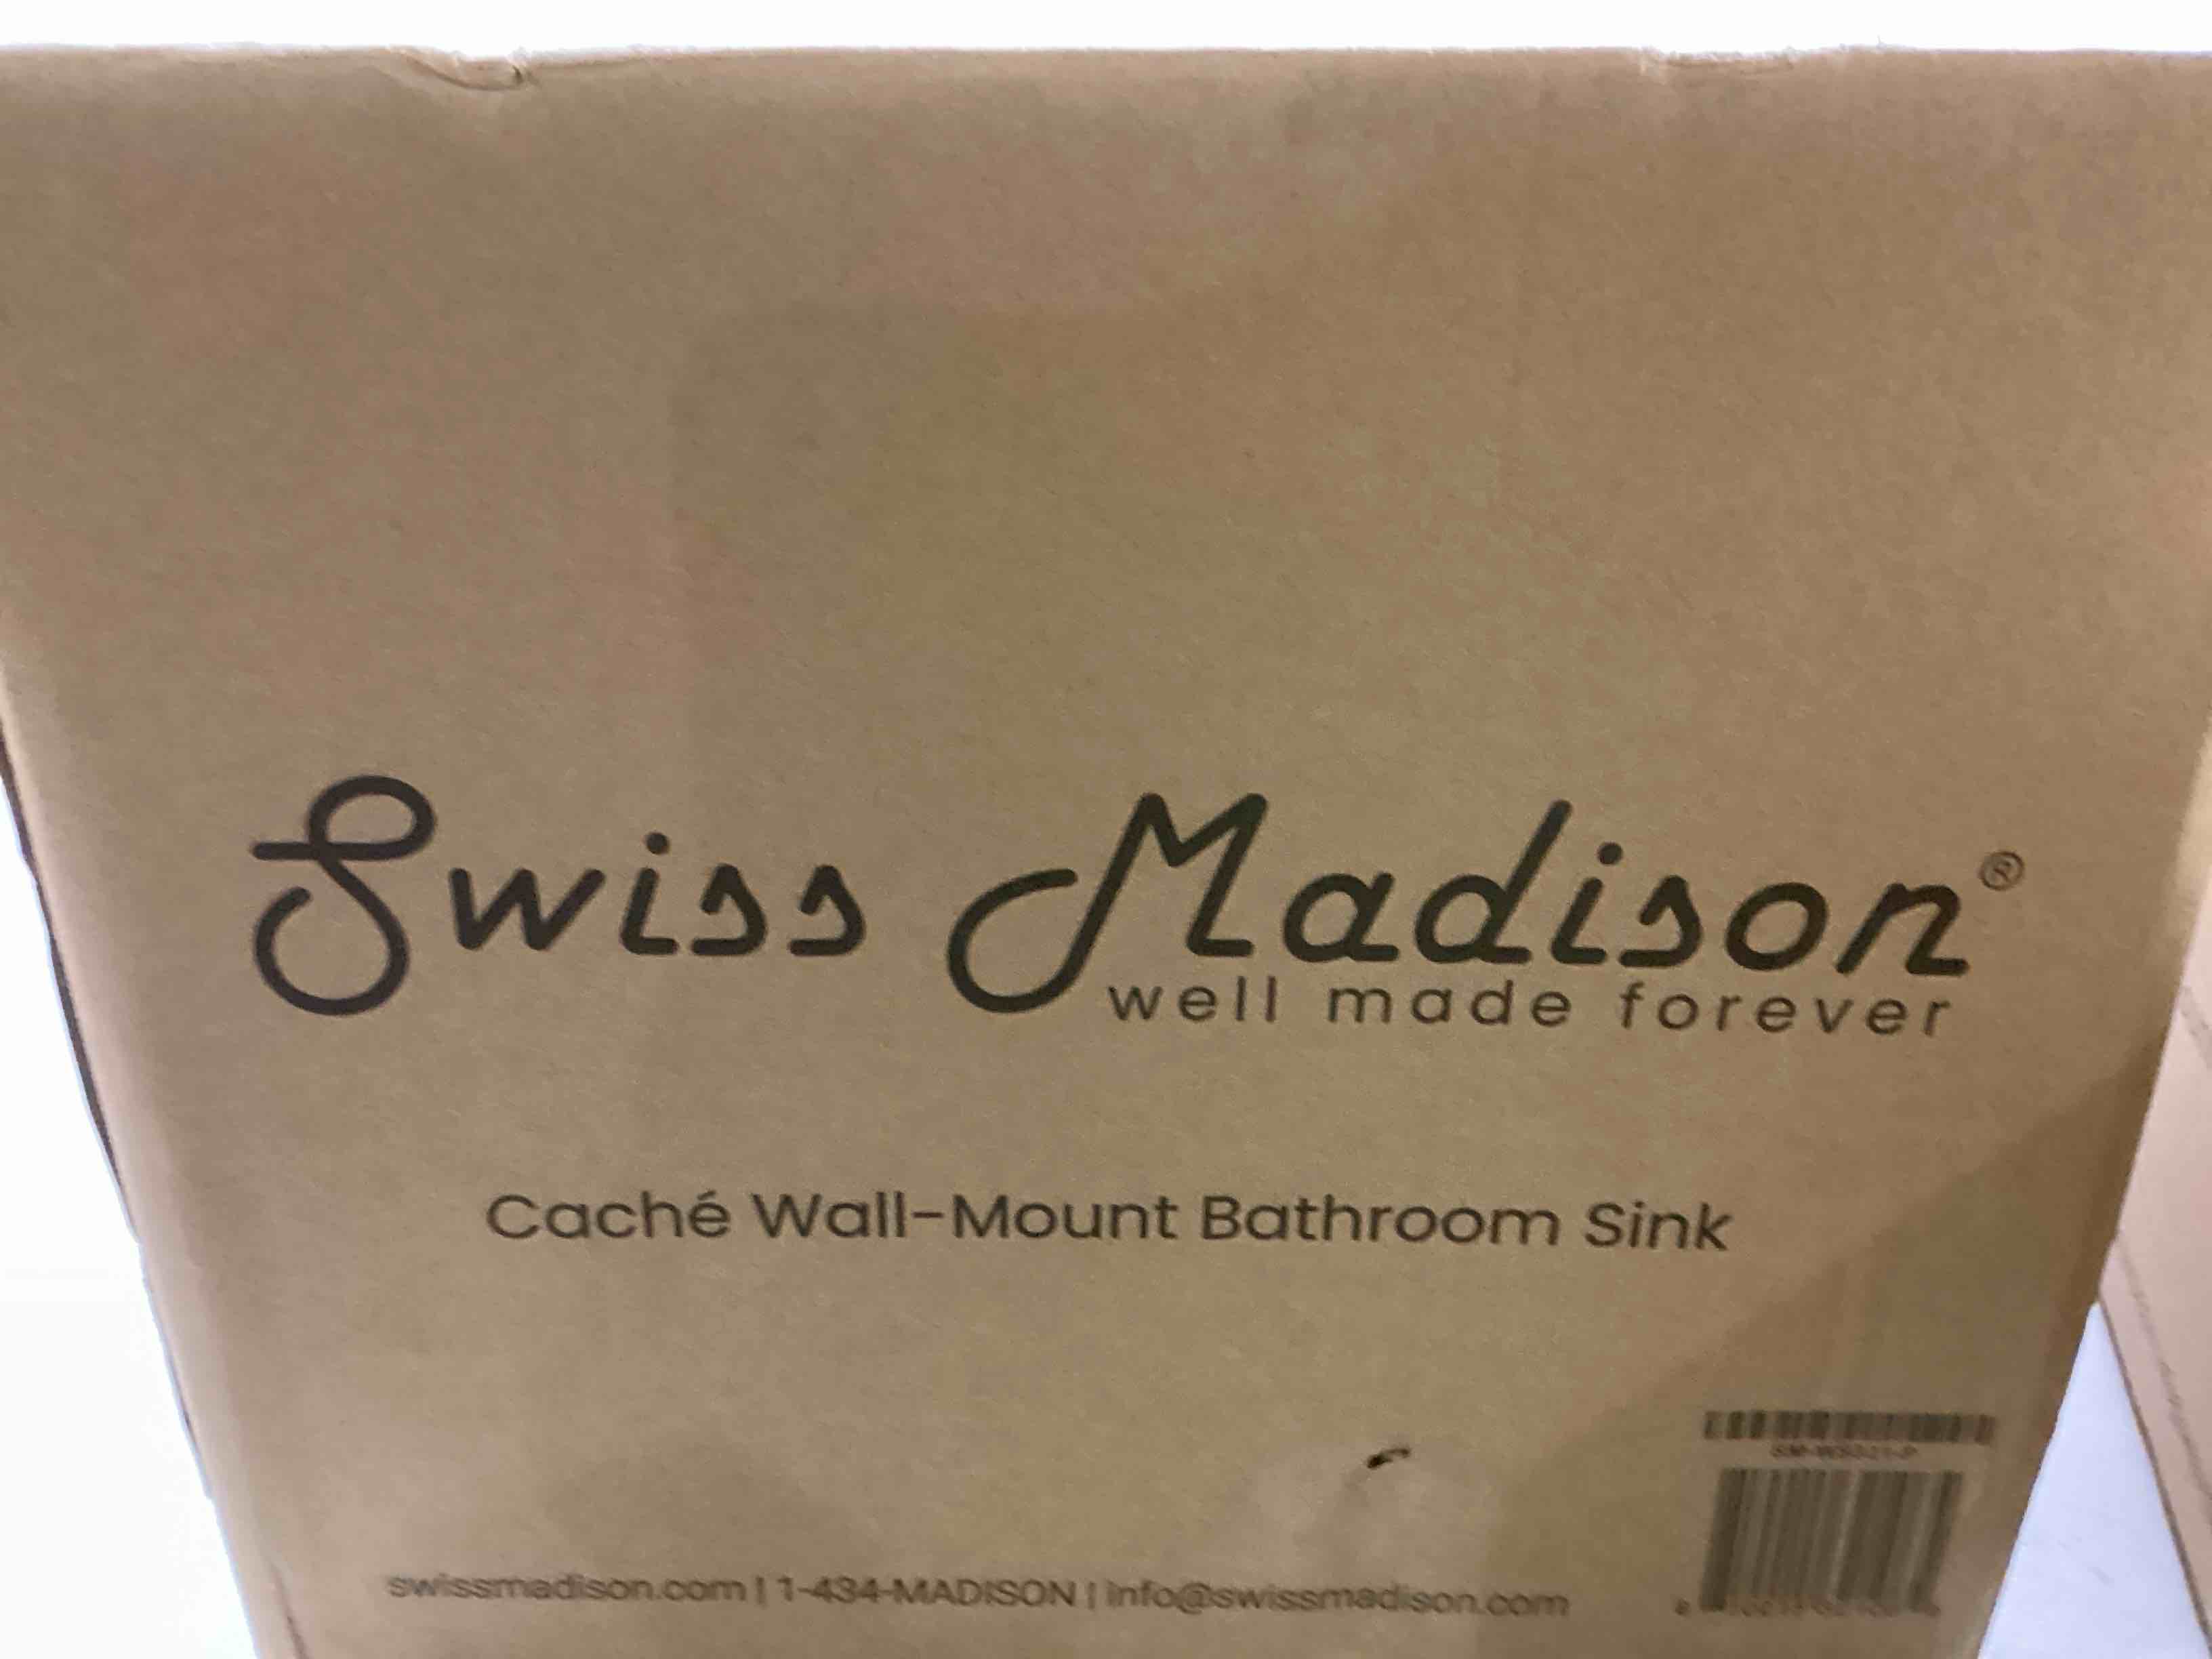 Swiss Madison®
well made forever
Caché Wall-Mount Bathroom Sink
swissmadison.com | 1-434-MADISON | info@swissmadison.com